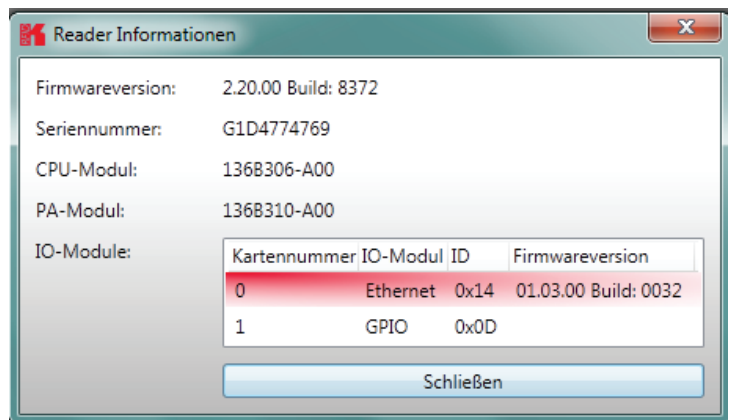 Reader Informationen
Firmwareversion: 2.20.00 Build: 8372
Seriennummer: G1D4774769
CPU-Modul: 136B306-A00
PA-Modul: 136B310-A00
IO-Module:
Kartennummer IO-Modul ID Firmwareversion
0 Ethernet 0x14 01.03.00 Build: 0032
1 GPIO 0x0D
Schließen